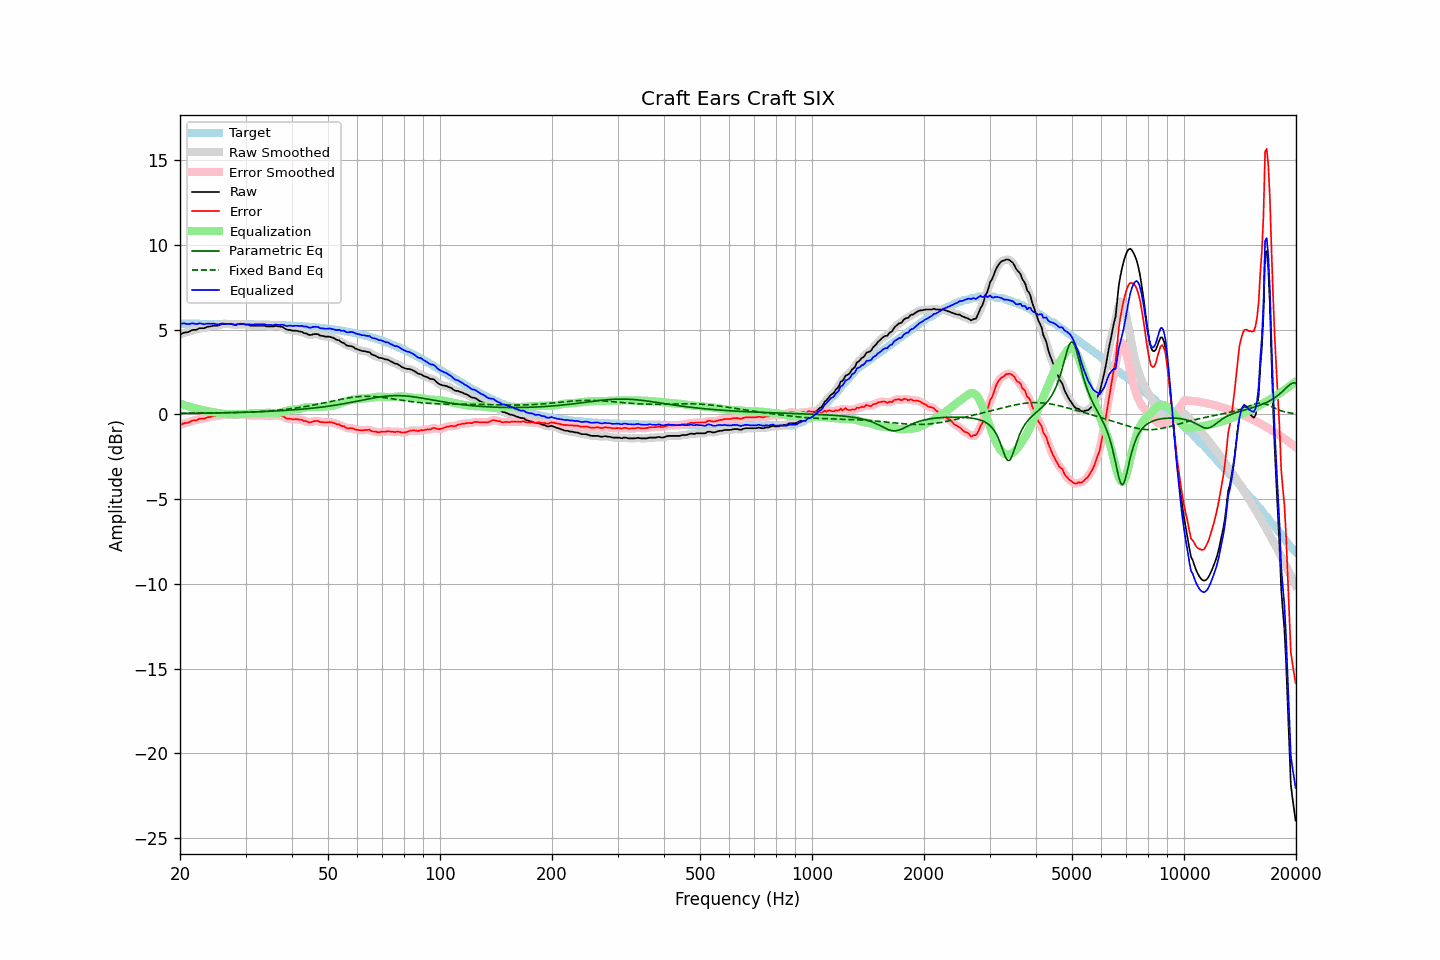 Craft Ears Craft SIX
Target
Raw Smoothed
Error Smoothed
Raw
Error
Equalization
Parametric Eq
Fixed Band Eq
Equalized
15
10
5
0
−5
−10
−15
−20
−25
Amplitude (dBr)
20 50 100 200 500 1000 2000 5000 10000 20000
Frequency (Hz)